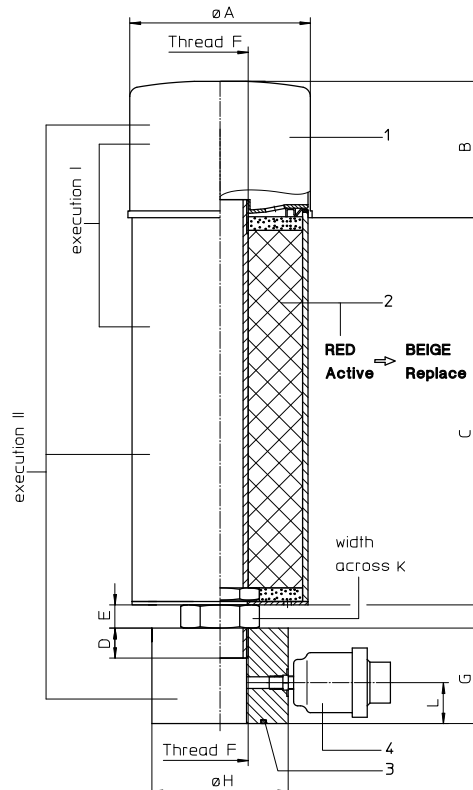 øA
Thread F
1
B
execution I
2
RED ⇨ BEIGE
Active Replace
C
execution II
width
across K
E
D
G
L
4
Thread F
3
øH